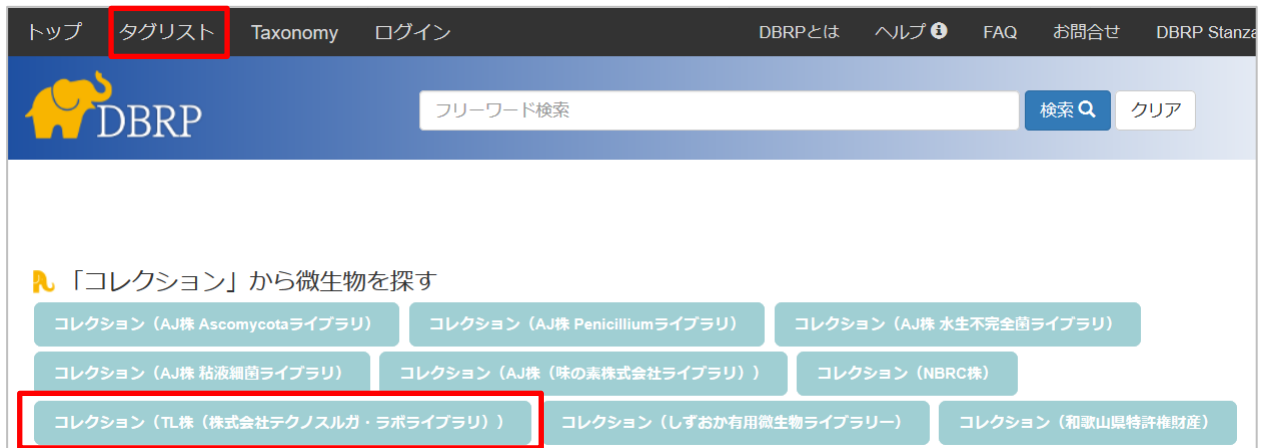 トップ タグリスト Taxonomy ログイン DBRPとは ヘルプ FAQ お問合せ DBRP Stanza
DBRP フリーワード検索 検索 クリア
「コレクション」から微生物を探す
コレクション（AJ株 Ascomycotaライブラリ） コレクション（AJ株 Penicilliumライブラリ） コレクション（AJ株 水生不完全菌ライブラリ）
コレクション（AJ株 粘液細菌ライブラリ） コレクション（AJ株（味の素株式会社ライブラリ）） コレクション（NBRC株）
コレクション（TL株（株式会社テクノスルガ・ラボライブラリ）） コレクション（しずおか有用微生物ライブラリー） コレクション（和歌山県特許権財産）